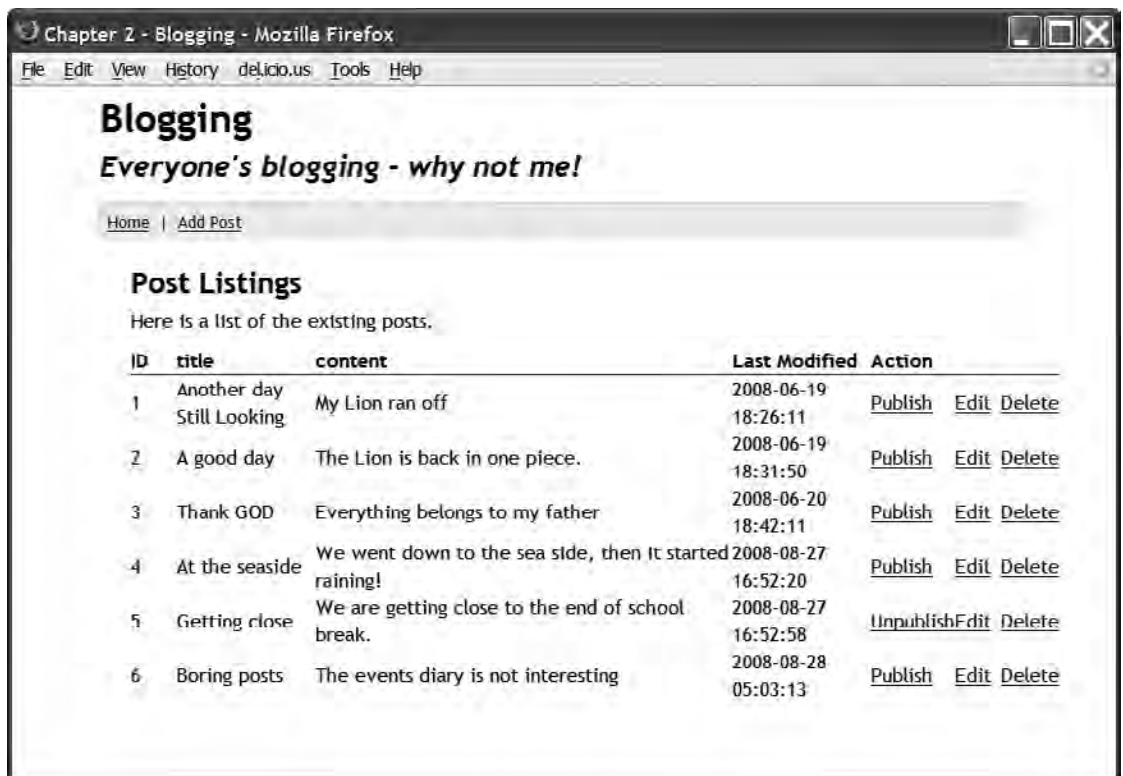 Chapter 2 - Blogging - Mozilla Firefox
File Edit View History del.icio.us Tools Help
Blogging
Everyone's blogging - why not me!
Home | Add Post
Post Listings
Here is a list of the existing posts.
ID title content Last Modified Action
1 Another day Still Looking My Lion ran off 2008-06-19 18:26:11 Publish Edit Delete
2 A good day The Lion is back in one piece. 2008-06-19 18:31:50 Publish Edit Delete
3 Thank GOD Everything belongs to my father 2008-06-20 18:42:11 Publish Edit Delete
4 At the seaside We went down to the sea side, then it started raining! 2008-08-27 16:52:20 Publish Edit Delete
5 Getting close We are getting close to the end of school break. 2008-08-27 16:52:58 Unpublish Edit Delete
6 Boring posts The events diary is not interesting 2008-08-28 05:03:13 Publish Edit Delete